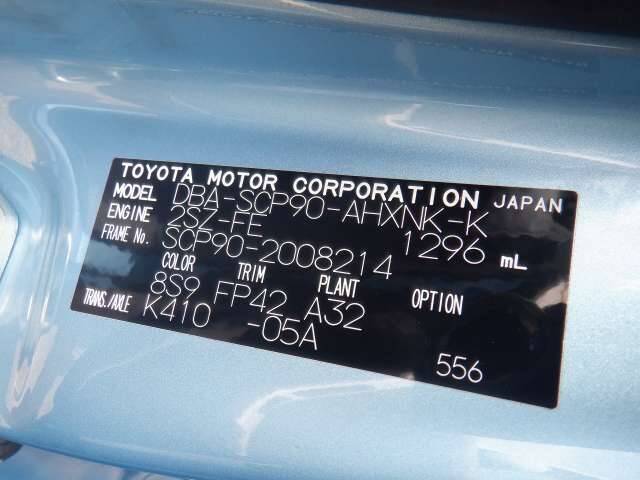 TOYOTA MOTOR CORPORATION JAPAN
MODEL DBA-SCP90-AHXNK-K
ENGINE 2SZ-FE 1296 mL
FRAME No. SCP90-2008214
COLOR TRIM PLANT OPTION
8S9 FP42 A32
TRANS./AXLE K410 -05A
556